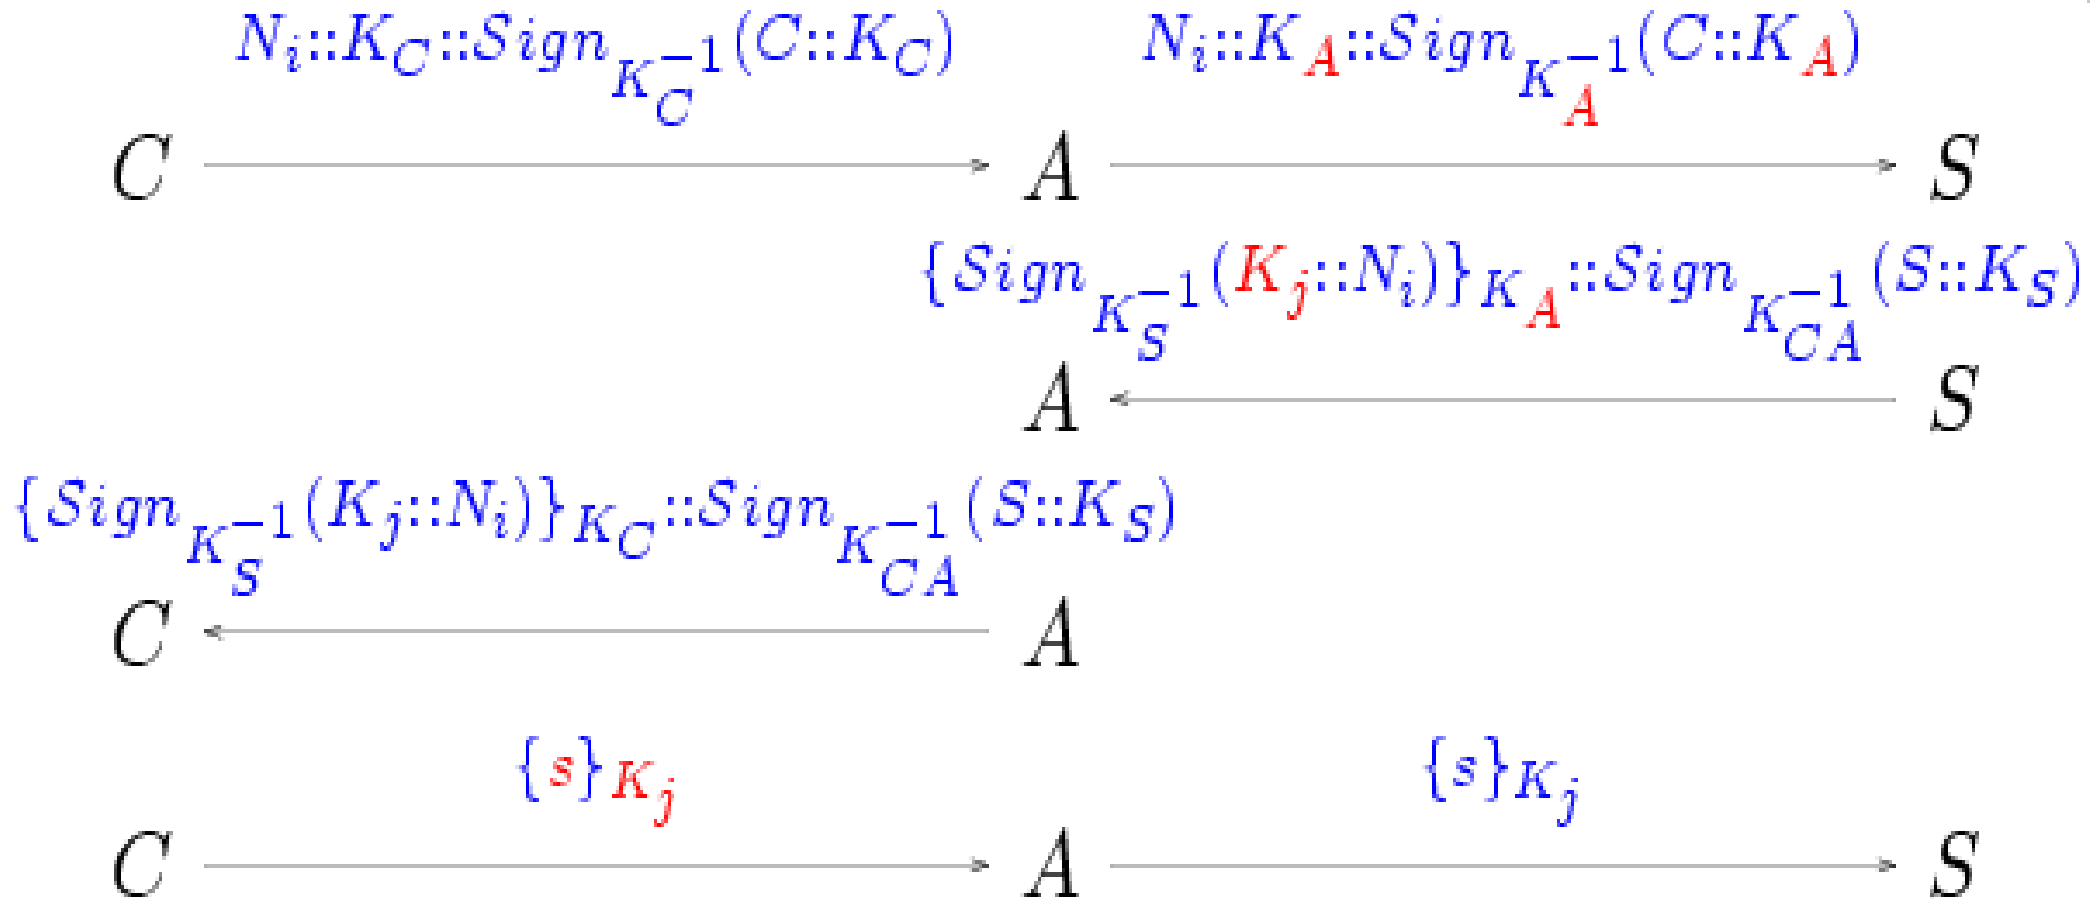 N_i::K_C::Sign_{K_C^{-1}}(C::K_C) N_i::K_A::Sign_{K_A^{-1}}(C::K_A)
C A S
{Sign_{K_S^{-1}}(K_j::N_i)}_{K_A}::Sign_{K_{CA}^{-1}}(S::K_S)
A S
{Sign_{K_S^{-1}}(K_j::N_i)}_{K_C}::Sign_{K_{CA}^{-1}}(S::K_S)
C A
{s}_{K_j} {s}_{K_j}
C A S